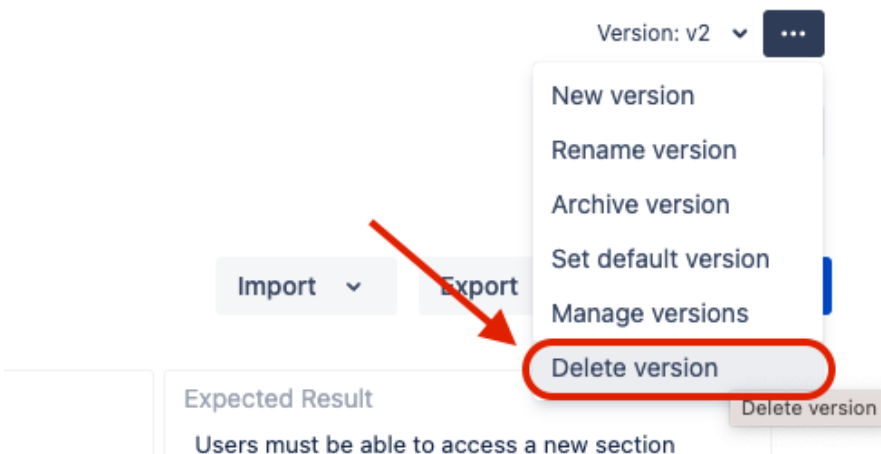 Version: v2
New version
Rename version
Archive version
Set default version
Import
Export
Manage versions
Delete version
Expected Result
Delete version
Users must be able to access a new section